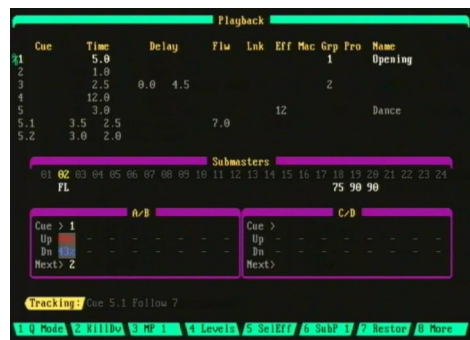 Playback
Cue Time Delay Flw Lnk Eff Mac Grp Pro Name
1 5.0 1 Opening
2 1.0
3 2.5 0.0 4.5 2
4 12.0
5 3.0 12 Dance
5.1 3.5 2.5 7.0
5.2 3.0 2.0
Submasters
01 02 03 04 05 06 07 08 09 10 11 12 13 14 15 16 17 18 19 20 21 22 23 24
FL 75 90 90
A/B C/D
Cue > 1 Cue >
Up - - - - - Up - - - - - -
Dn - - - - - Dn - - - - - -
Next> 2 Next>
Tracking: Cue 5.1 Follow 7
1 Q Mode 2 KillDv 3 MP 1 4 Levels 5 SelEff 6 SubP 1 7 Restor 8 More